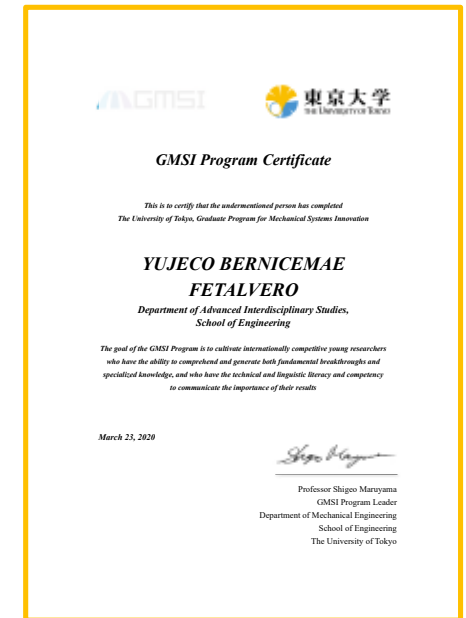 GMSI
東京大学
THE UNIVERSITY OF TOKYO
GMSI Program Certificate
This is to certify that the undermentioned person has completed
The University of Tokyo, Graduate Program for Mechanical Systems Innovation
YUJECO BERNICEMAE
FETALVERO
Department of Advanced Interdisciplinary Studies,
School of Engineering
The goal of the GMSI Program is to cultivate internationally competitive young researchers
who have the ability to comprehend and generate both fundamental breakthroughs and
specialized knowledge, and who have the technical and linguistic literacy and competency
to communicate the importance of their results
March 23, 2020
Professor Shigeo Maruyama
GMSI Program Leader
Department of Mechanical Engineering
School of Engineering
The University of Tokyo